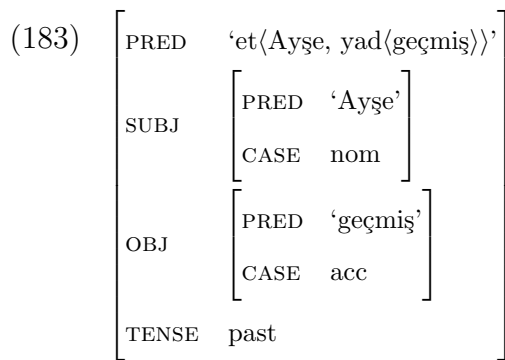 (183) PRED ‘et⟨Ayşe, yad⟨geçmiş⟩⟩’
SUBJ PRED ‘Ayşe’
CASE nom
OBJ PRED ‘geçmiş’
CASE acc
TENSE past